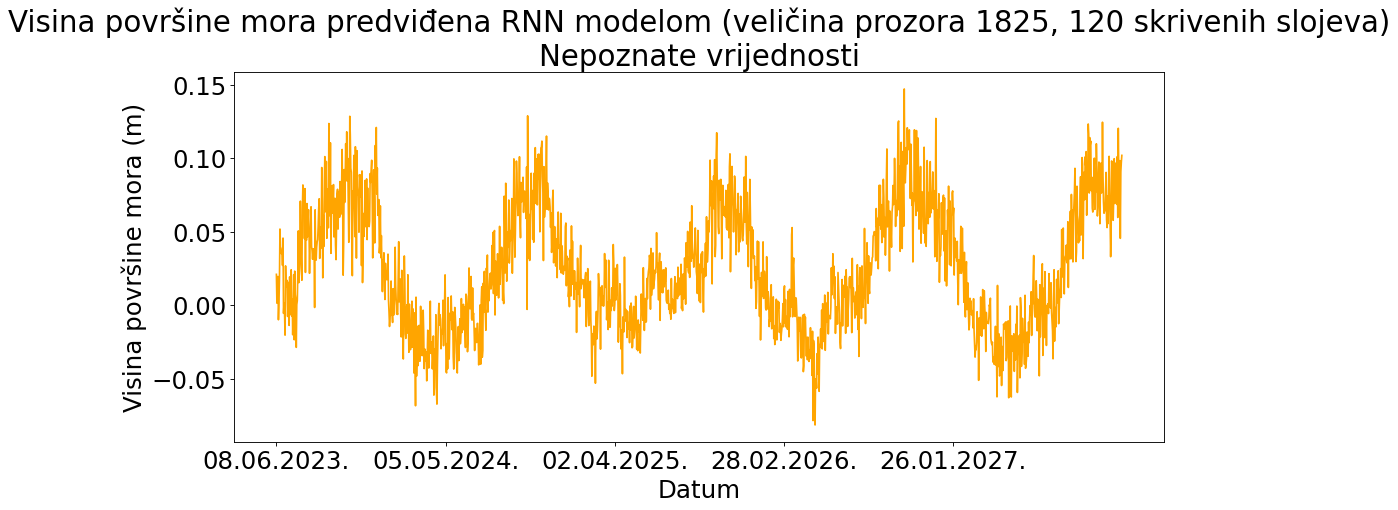 Visina površine mora predviđena RNN modelom (veličina prozora 1825, 120 skrivenih slojeva)
Nepoznate vrijednosti
Visina površine mora (m)
0.15
0.10
0.05
0.00
−0.05
08.06.2023. 05.05.2024. 02.04.2025. 28.02.2026. 26.01.2027.
Datum